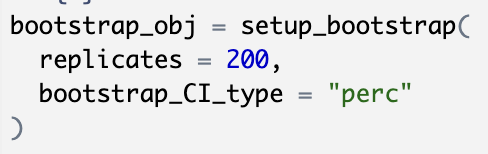 bootstrap_obj = setup_bootstrap(
  replicates = 200,
  bootstrap_CI_type = "perc"
)